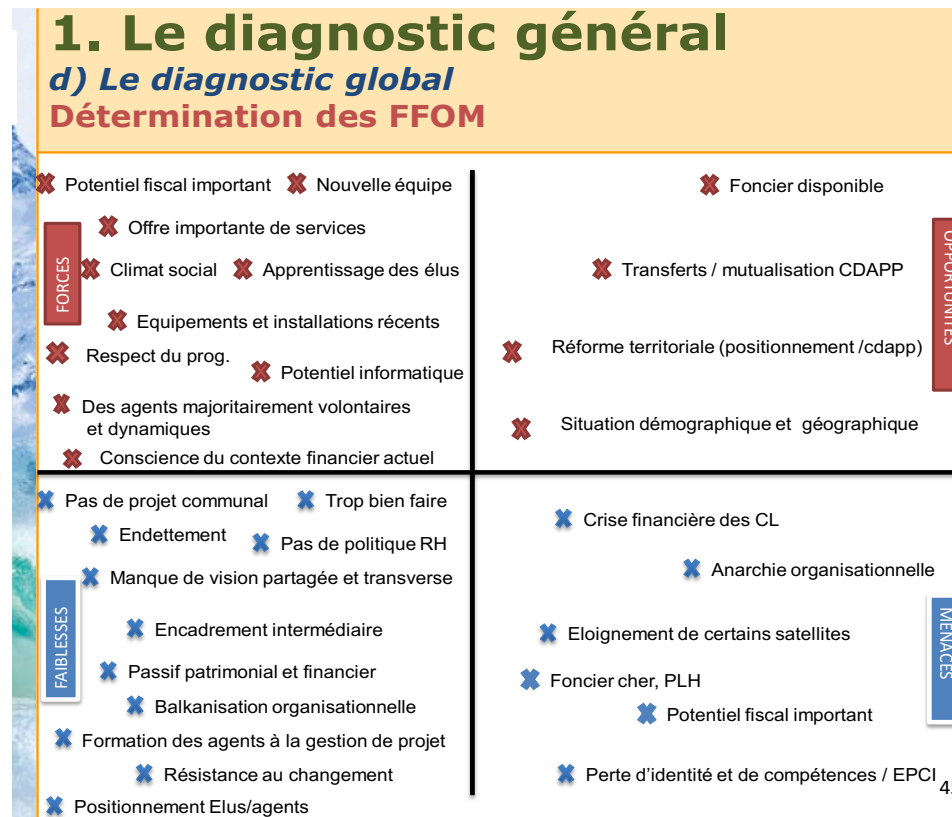 1. Le diagnostic général
d) Le diagnostic global
Détermination des FFOM
FORCES
Potentiel fiscal important
Nouvelle équipe
Offre importante de services
Climat social
Apprentissage des élus
Equipements et installations récents
Respect du prog.
Potentiel informatique
Des agents majoritairement volontaires
et dynamiques
Conscience du contexte financier actuel
OPPORTUNITES
Foncier disponible
Transferts / mutualisation CDAPP
Réforme territoriale (positionnement /cdapp)
Situation démographique et géographique
FAIBLESSES
Pas de projet communal
Trop bien faire
Endettement
Pas de politique RH
Manque de vision partagée et transverse
Encadrement intermédiaire
Passif patrimonial et financier
Balkanisation organisationnelle
Formation des agents à la gestion de projet
Résistance au changement
Positionnement Elus/agents
MENACES
Crise financière des CL
Anarchie organisationnelle
Eloignement de certains satellites
Foncier cher, PLH
Potentiel fiscal important
Perte d’identité et de compétences / EPCI